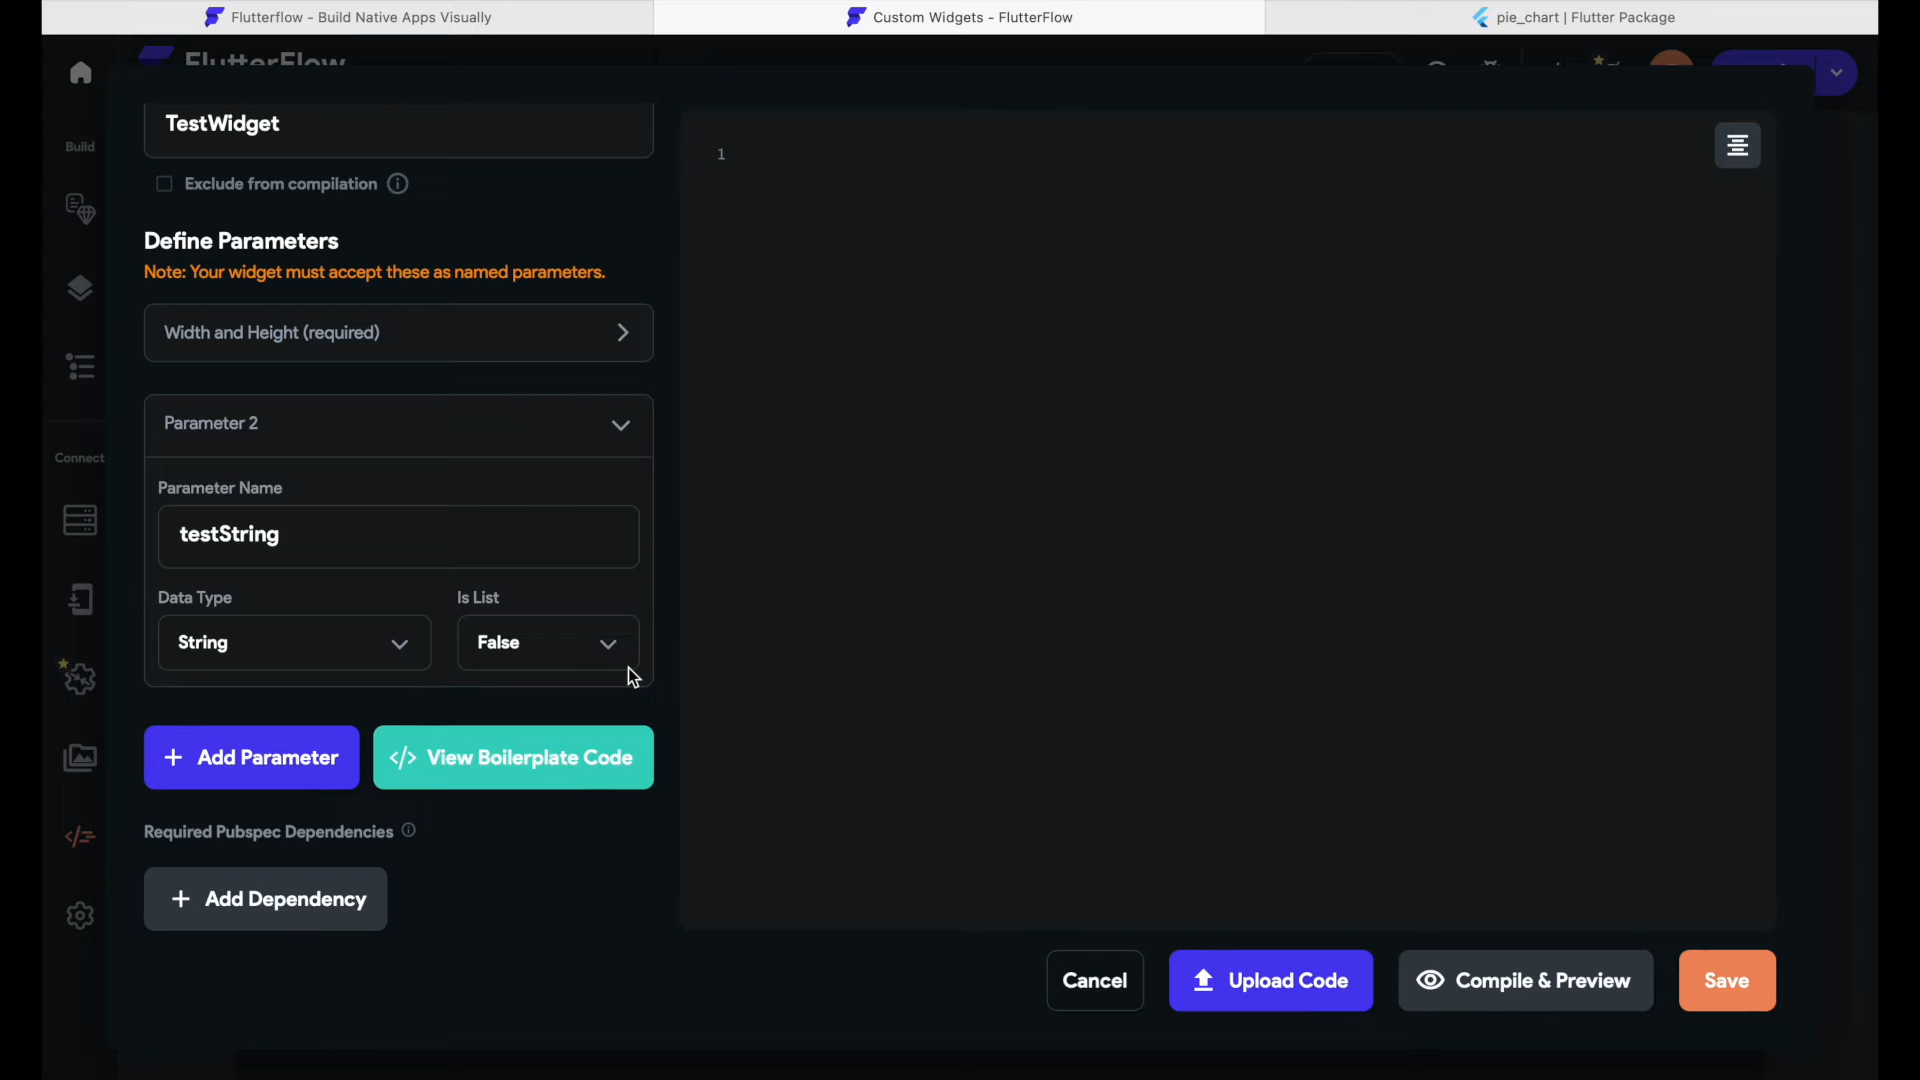 Flutterflow - Build Native Apps Visually
Custom Widgets - FlutterFlow
pie_chart | Flutter Package
FlutterFlow
Build
Connect
TestWidget
Exclude from compilation
Define Parameters
Note: Your widget must accept these as named parameters.
Width and Height (required)
Parameter 2
Parameter Name
testString
Data Type
Is List
String
False
+ Add Parameter
</> View Boilerplate Code
Required Pubspec Dependencies
+ Add Dependency
1
Cancel
Upload Code
Compile & Preview
Save